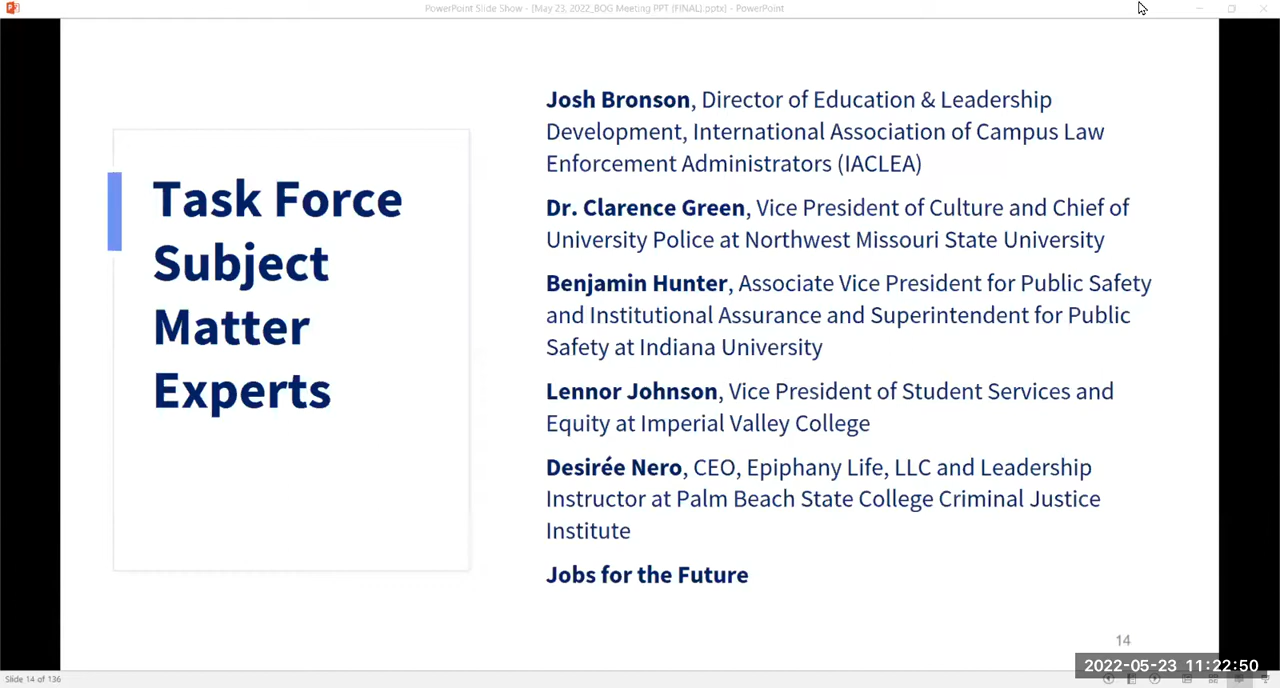 PowerPoint Slide Show - [May 23, 2022_BOG Meeting PPT (FINAL).pptx] - PowerPoint
Task Force
Subject
Matter
Experts
Josh Bronson, Director of Education & Leadership
Development, International Association of Campus Law
Enforcement Administrators (IACLEA)
Dr. Clarence Green, Vice President of Culture and Chief of
University Police at Northwest Missouri State University
Benjamin Hunter, Associate Vice President for Public Safety
and Institutional Assurance and Superintendent for Public
Safety at Indiana University
Lennor Johnson, Vice President of Student Services and
Equity at Imperial Valley College
Desirée Nero, CEO, Epiphany Life, LLC and Leadership
Instructor at Palm Beach State College Criminal Justice
Institute
Jobs for the Future
14
2022-05-23 11:22:50
Slide 14 of 136